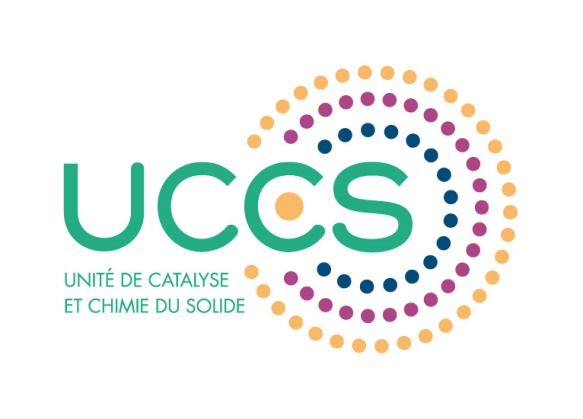 UCCS
UNITÉ DE CATALYSE
ET CHIMIE DU SOLIDE